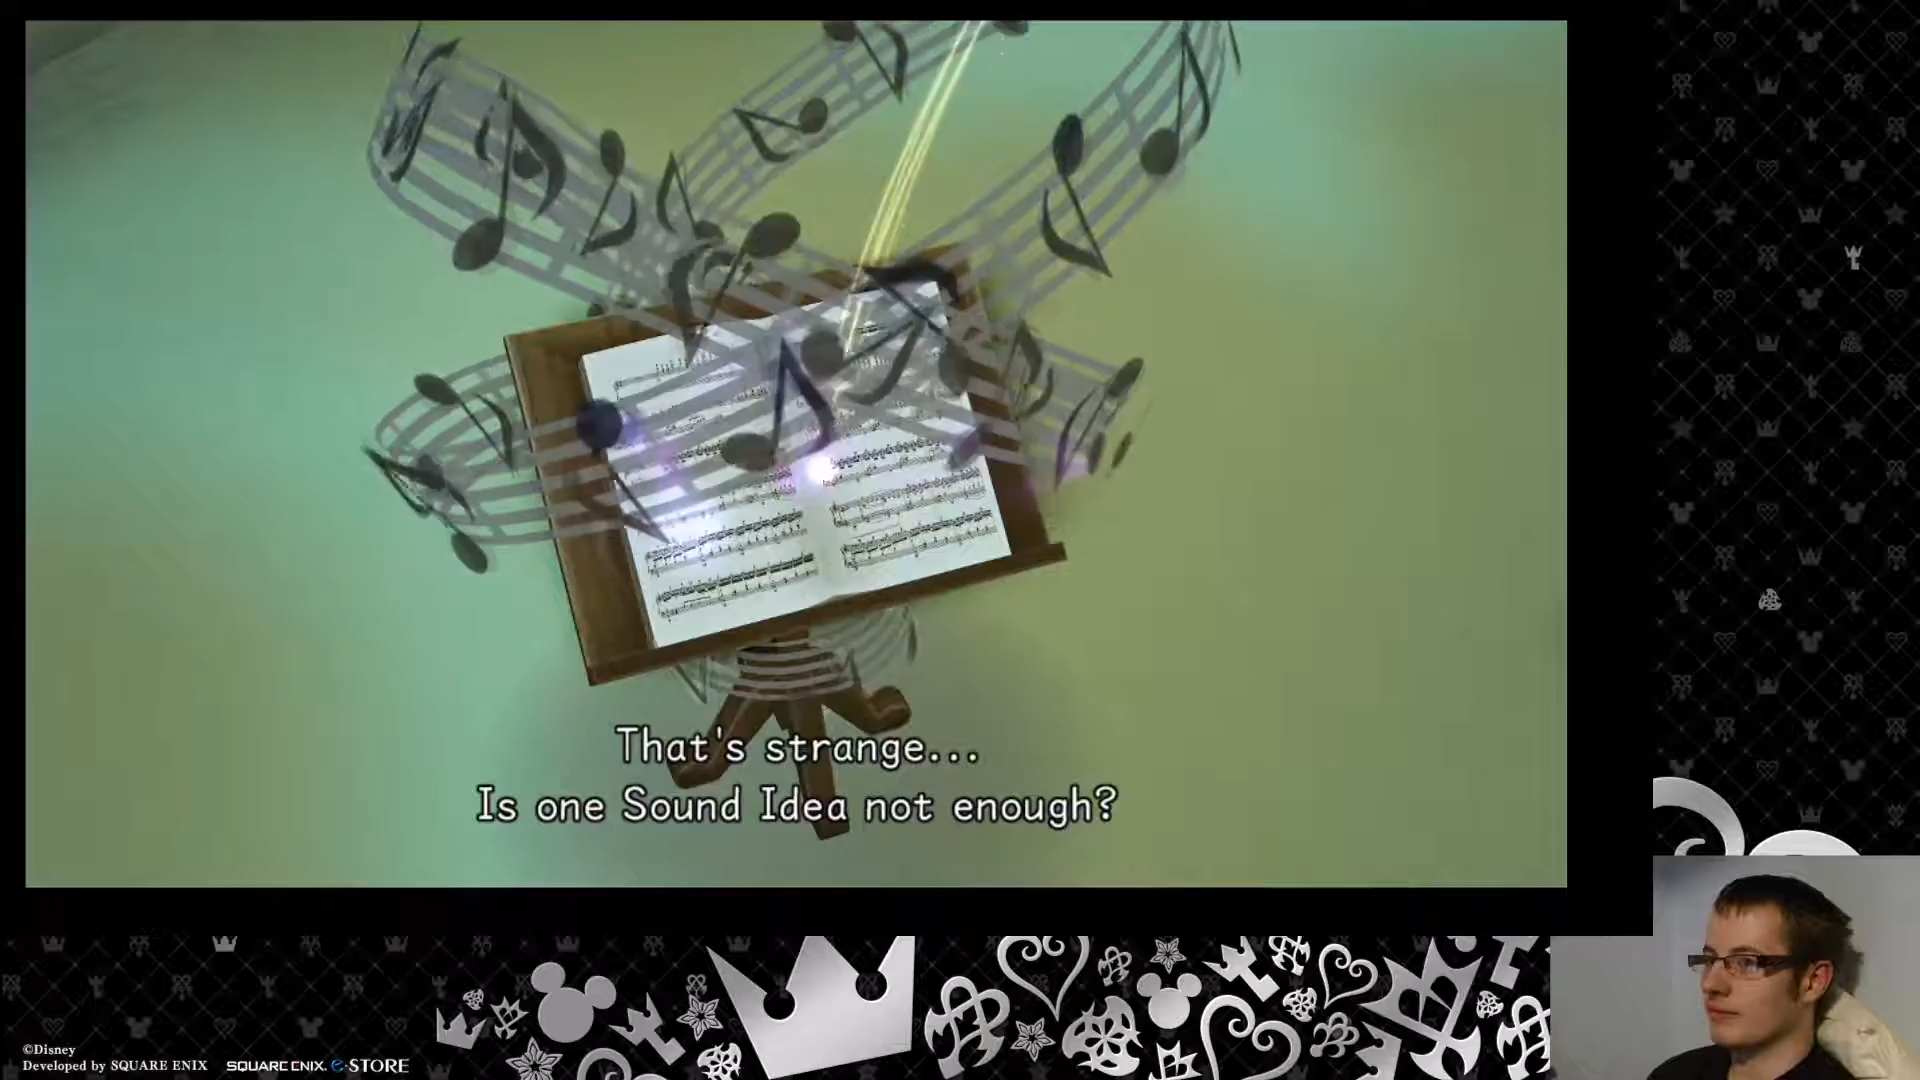 That's strange...
Is one Sound Idea not enough?
©Disney
Developed by SQUARE ENIX
SQUARE ENIX. e-STORE